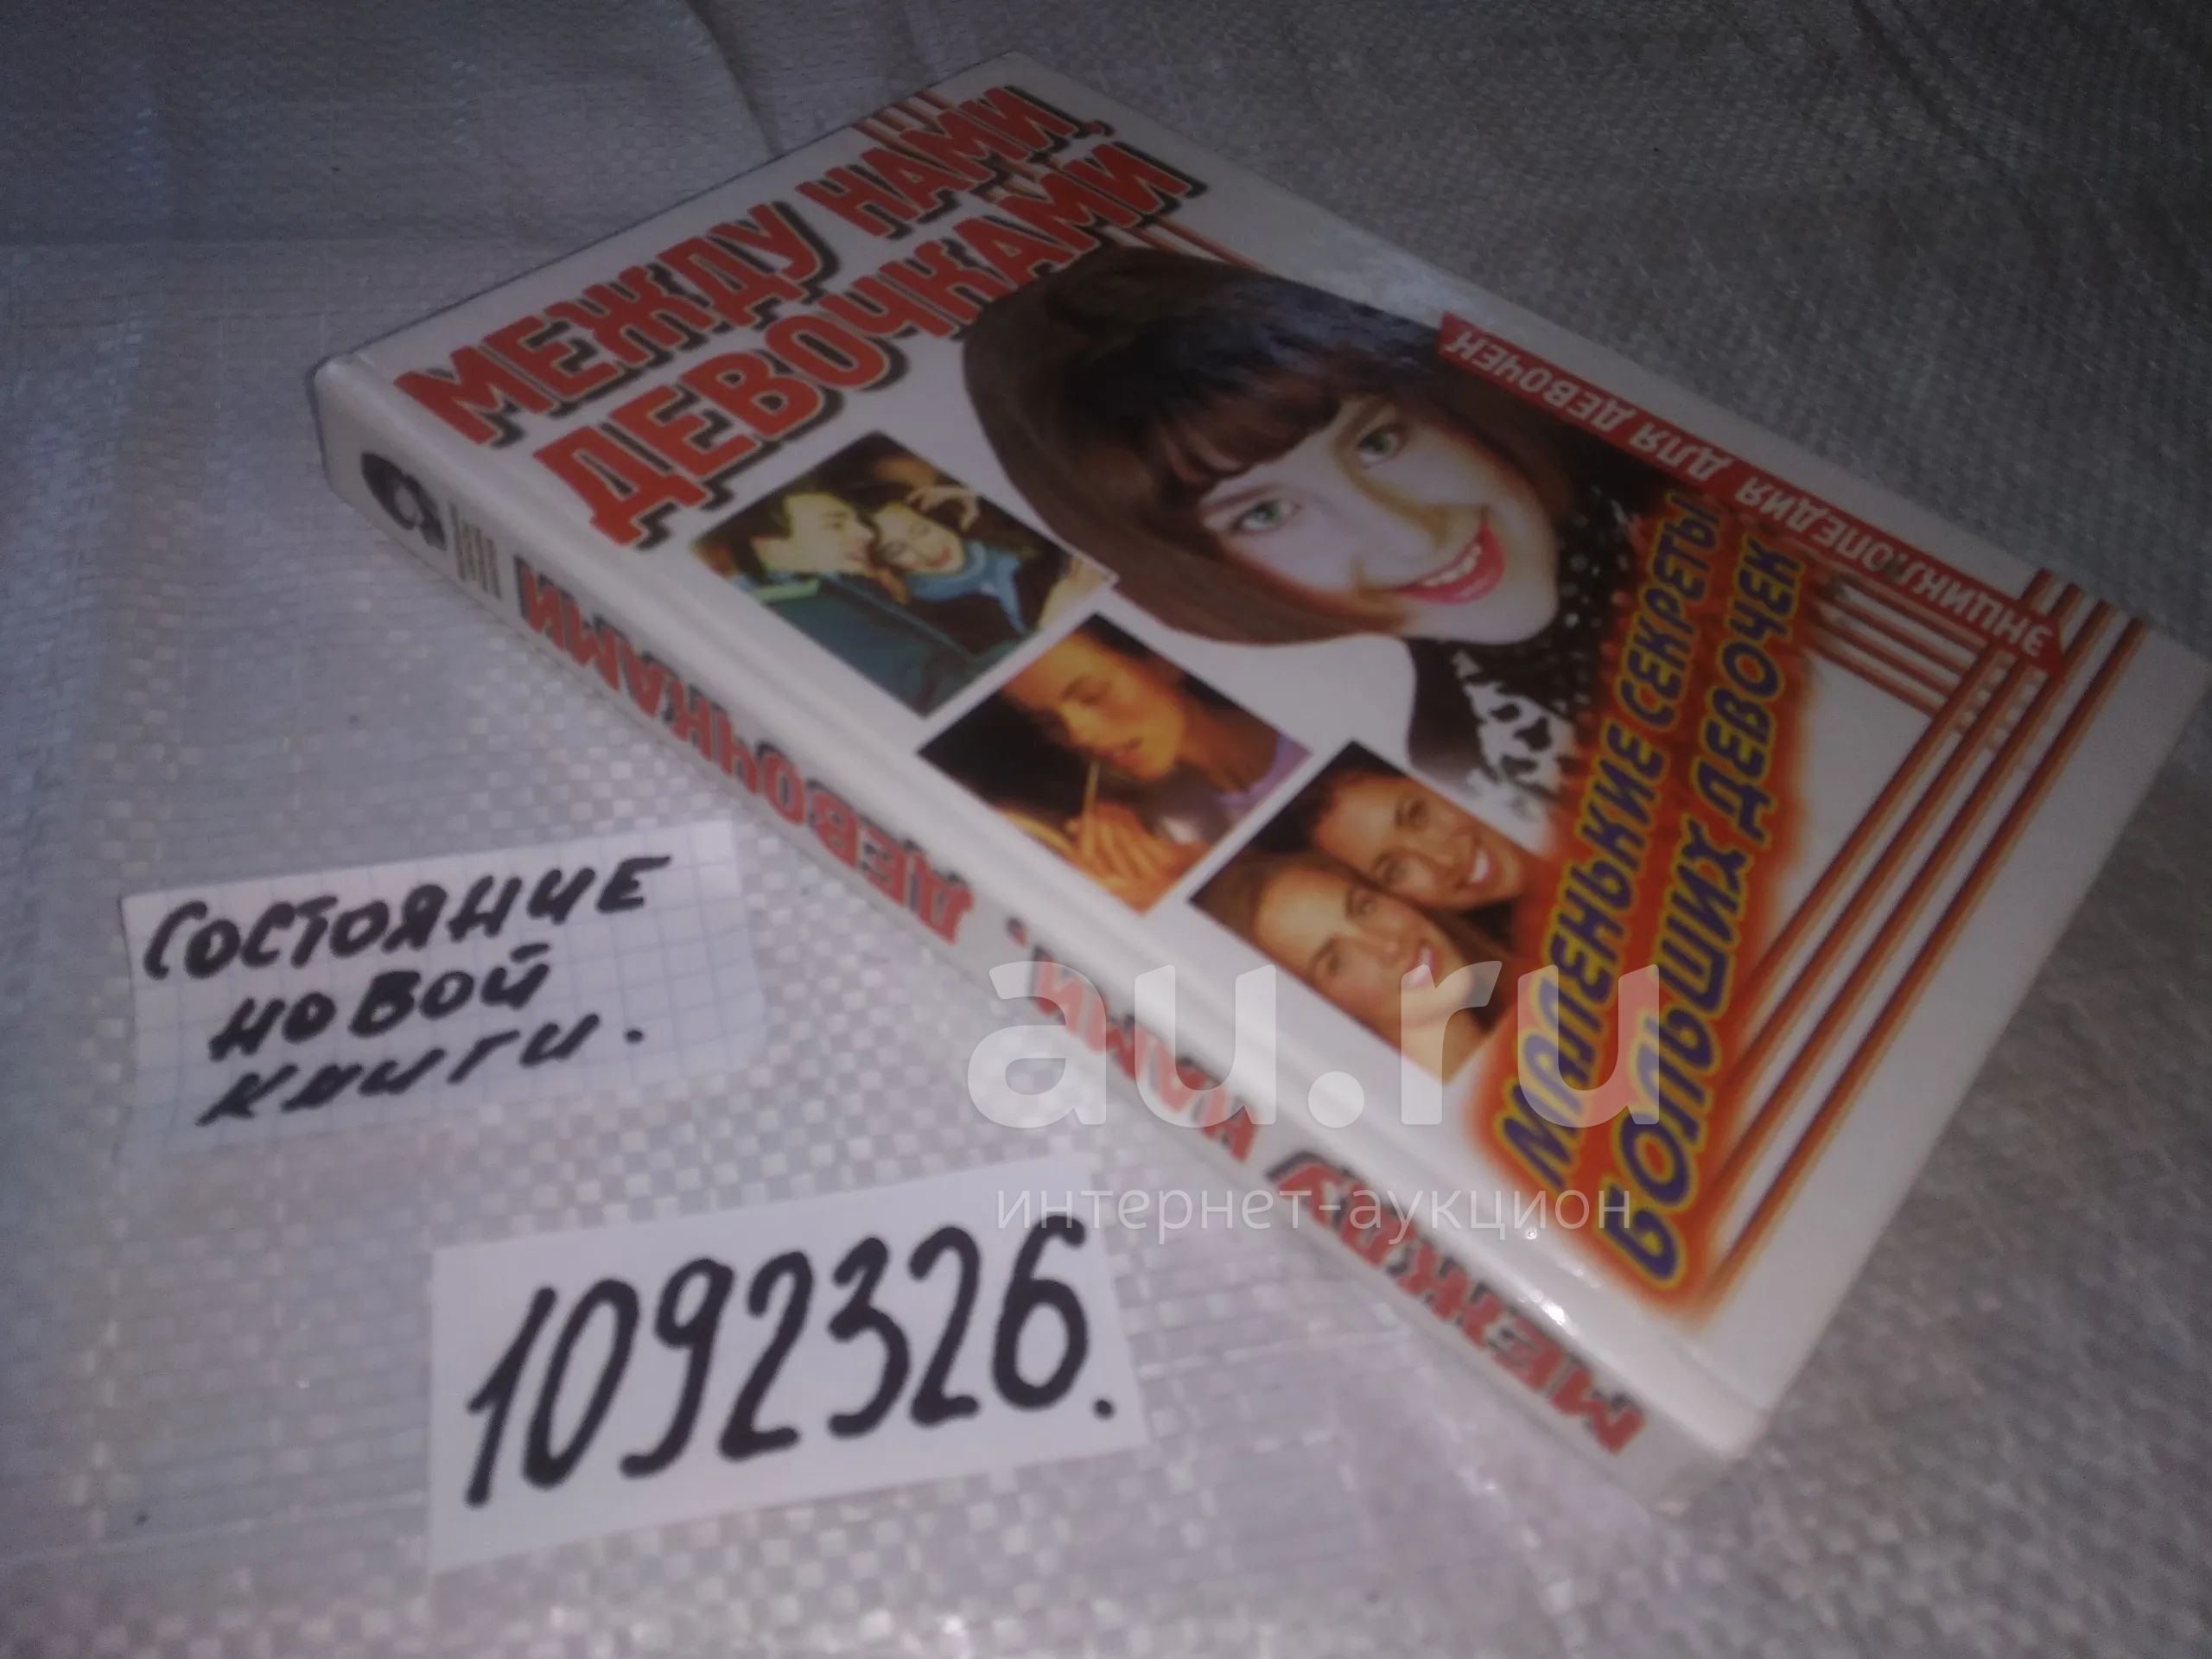 МЕЖДУ НАМИ,
ДЕВОЧКАМИ
ЭНЦИКЛОПЕДИЯ ДЛЯ ДЕВОЧЕК
МАЛЕНЬКИЕ СЕКРЕТЫ
БОЛЬШИХ ДЕВОЧЕК
МЕЖДУ НАМИ, ДЕВОЧКАМИ
СОСТОЯНИЕ
НОВОЙ
КНИГИ.
1092326.
au.ru
интернет-аукцион